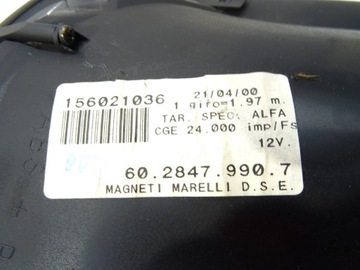 156021036
21/04/00
1 giro=1.97 m.
TAR. SPEC. ALFA
CGE 24.000 imp/Fs
12V.
60.2847.990.7
MAGNETI MARELLI D.S.E.